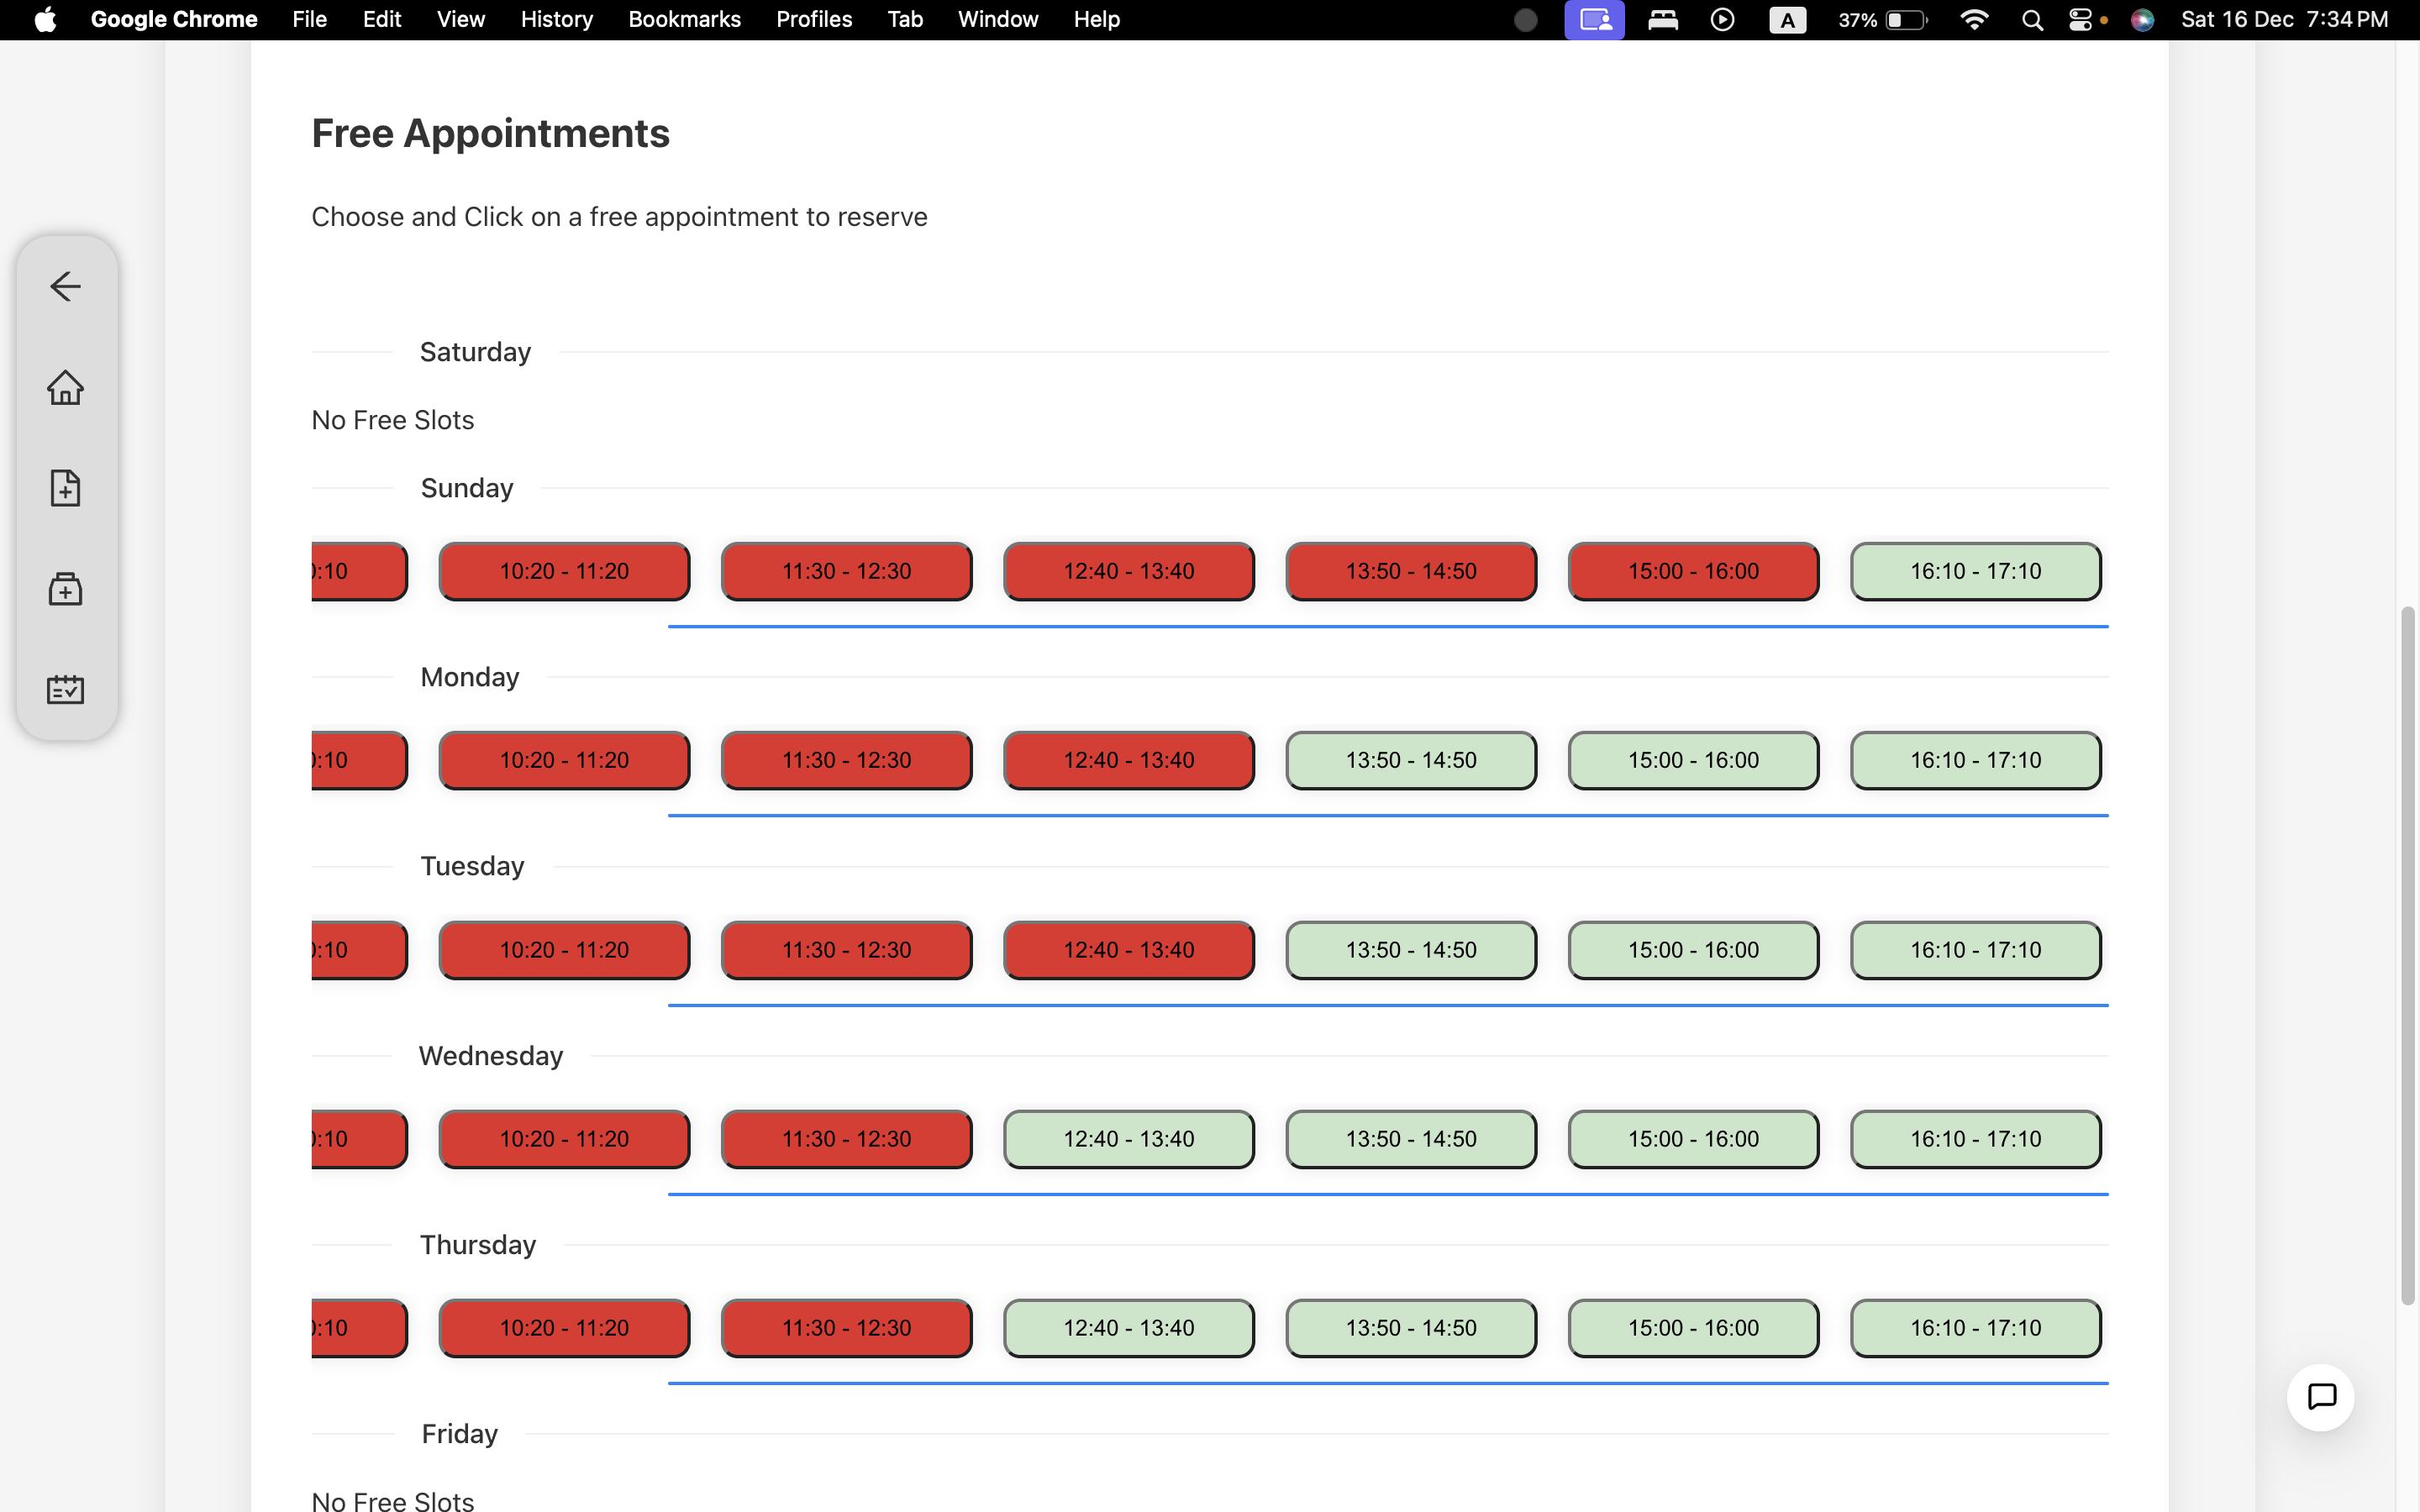 Google Chrome File Edit View History Bookmarks Profiles Tab Window Help A 37% Sat 16 Dec 7:34 PM
Free Appointments
Choose and Click on a free appointment to reserve
Saturday
No Free Slots
Sunday
:10 10:20 - 11:20 11:30 - 12:30 12:40 - 13:40 13:50 - 14:50 15:00 - 16:00 16:10 - 17:10
Monday
:10 10:20 - 11:20 11:30 - 12:30 12:40 - 13:40 13:50 - 14:50 15:00 - 16:00 16:10 - 17:10
Tuesday
:10 10:20 - 11:20 11:30 - 12:30 12:40 - 13:40 13:50 - 14:50 15:00 - 16:00 16:10 - 17:10
Wednesday
:10 10:20 - 11:20 11:30 - 12:30 12:40 - 13:40 13:50 - 14:50 15:00 - 16:00 16:10 - 17:10
Thursday
:10 10:20 - 11:20 11:30 - 12:30 12:40 - 13:40 13:50 - 14:50 15:00 - 16:00 16:10 - 17:10
Friday
No Free Slots